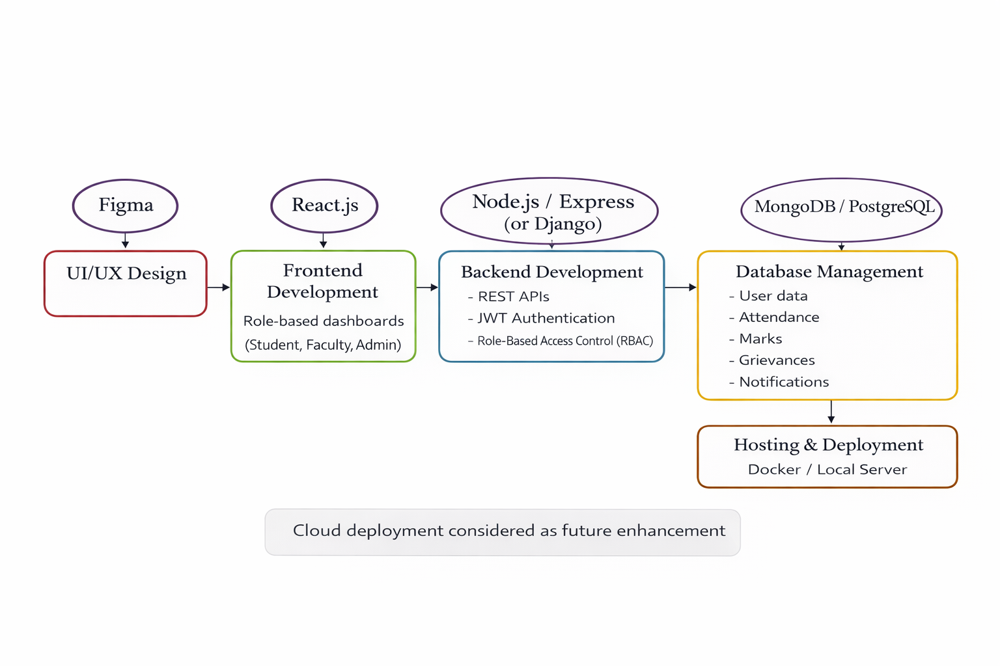 Figma
React.js
Node.js / Express
(or Django)
MongoDB / PostgreSQL
UI/UX Design
Frontend
Development
Role-based dashboards
(Student, Faculty, Admin)
Backend Development
- REST APIs
- JWT Authentication
- Role-Based Access Control (RBAC)
Database Management
- User data
- Attendance
- Marks
- Grievances
- Notifications
Hosting & Deployment
Docker / Local Server
Cloud deployment considered as future enhancement